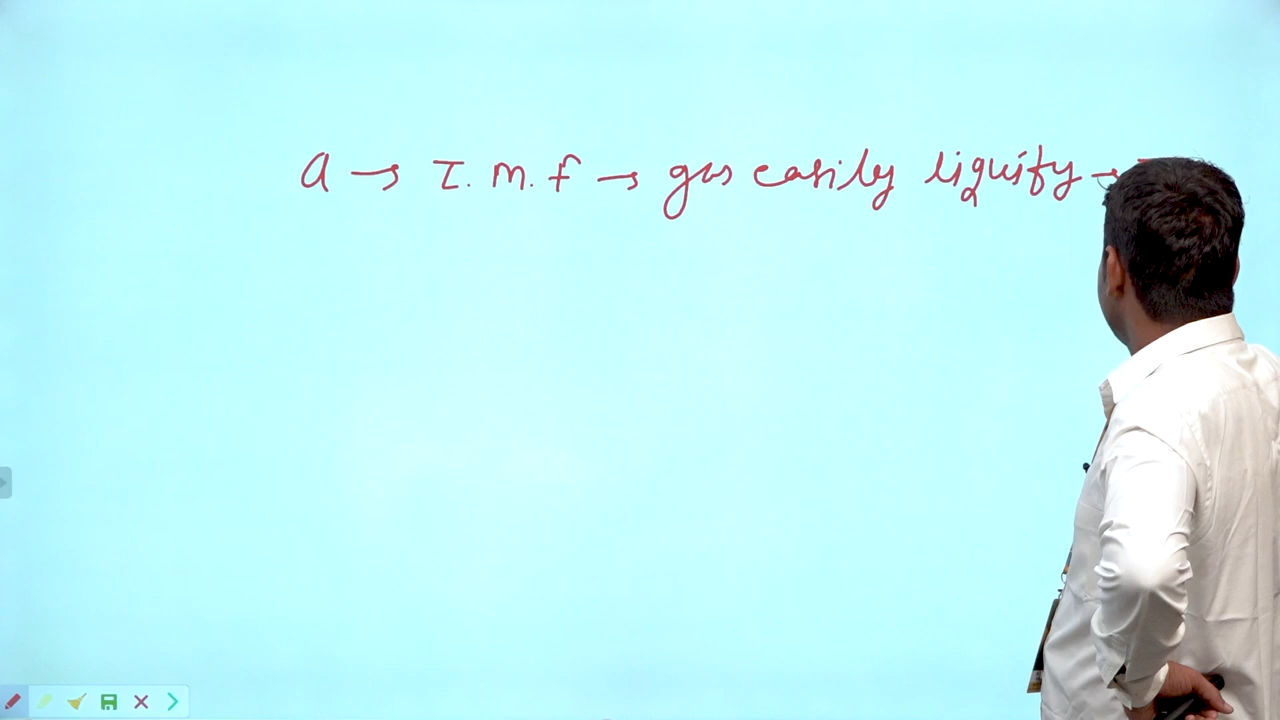 a → I. M. F → gas easily liquify →